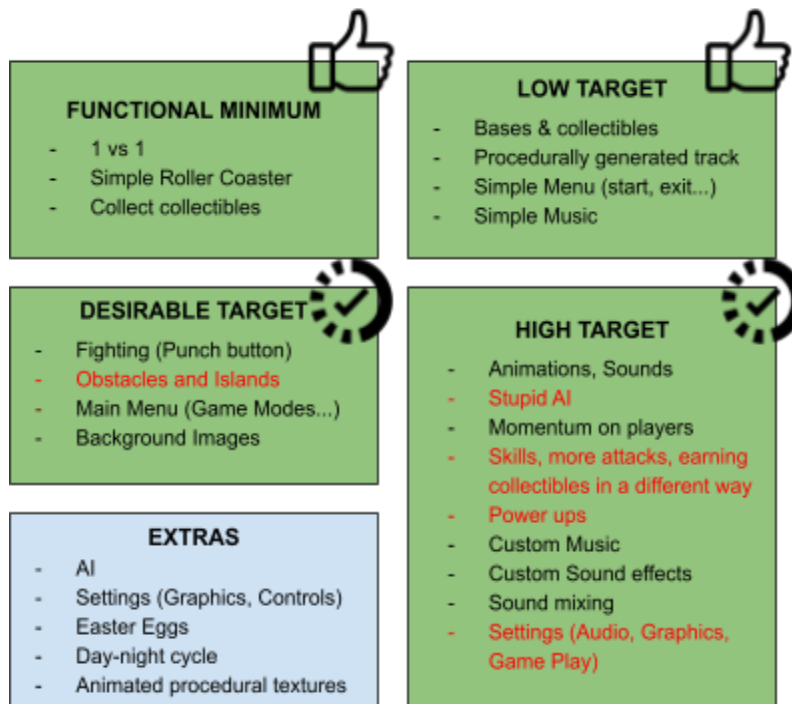 FUNCTIONAL MINIMUM
- 1 vs 1
- Simple Roller Coaster
- Collect collectibles
LOW TARGET
- Bases & collectibles
- Procedurally generated track
- Simple Menu (start, exit...)
- Simple Music
DESIRABLE TARGET
- Fighting (Punch button)
- Obstacles and Islands
- Main Menu (Game Modes...)
- Background Images
HIGH TARGET
- Animations, Sounds
- Stupid AI
- Momentum on players
- Skills, more attacks, earning
collectibles in a different way
- Power ups
- Custom Music
- Custom Sound effects
- Sound mixing
- Settings (Audio, Graphics,
Game Play)
EXTRAS
- AI
- Settings (Graphics, Controls)
- Easter Eggs
- Day-night cycle
- Animated procedural textures